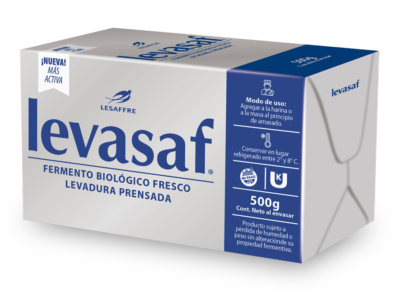 ¡NUEVA!
MÁS
ACTIVA
LESAFFRE
levasaf®
FERMENTO BIOLÓGICO FRESCO
LEVADURA PRENSADA
500g
Modo de uso:
Agregar a la harina o
a la masa al principio
de amasado.
Conservar en lugar
refrigerado entre 2° y 8° C.
U K
500g
Cont. Neto al envasar
Producto sujeto a
pérdida de humedad o
peso sin alteración de su
propiedad fermentiva.
levasaf